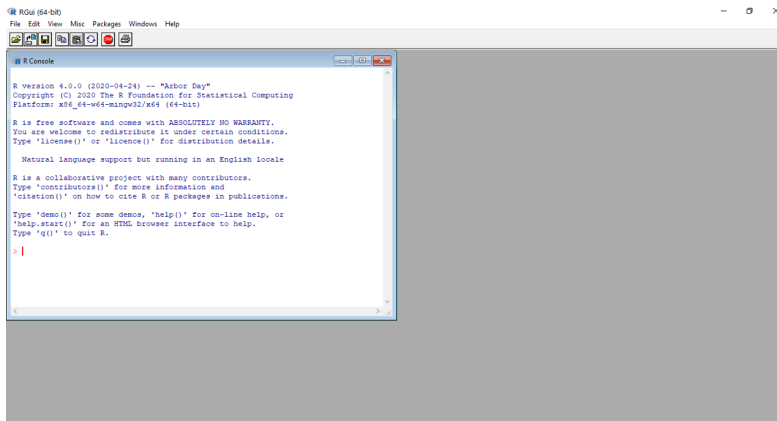 RGui (64-bit)
File Edit View Misc Packages Windows Help
STOP
R Console
R version 4.0.0 (2020-04-24) -- "Arbor Day"
Copyright (C) 2020 The R Foundation for Statistical Computing
Platform: x86_64-w64-mingw32/x64 (64-bit)
R is free software and comes with ABSOLUTELY NO WARRANTY.
You are welcome to redistribute it under certain conditions.
Type 'license()' or 'licence()' for distribution details.
Natural language support but running in an English locale
R is a collaborative project with many contributors.
Type 'contributors()' for more information and
'citation()' on how to cite R or R packages in publications.
Type 'demo()' for some demos, 'help()' for on-line help, or
'help.start()' for an HTML browser interface to help.
Type 'q()' to quit R.
>